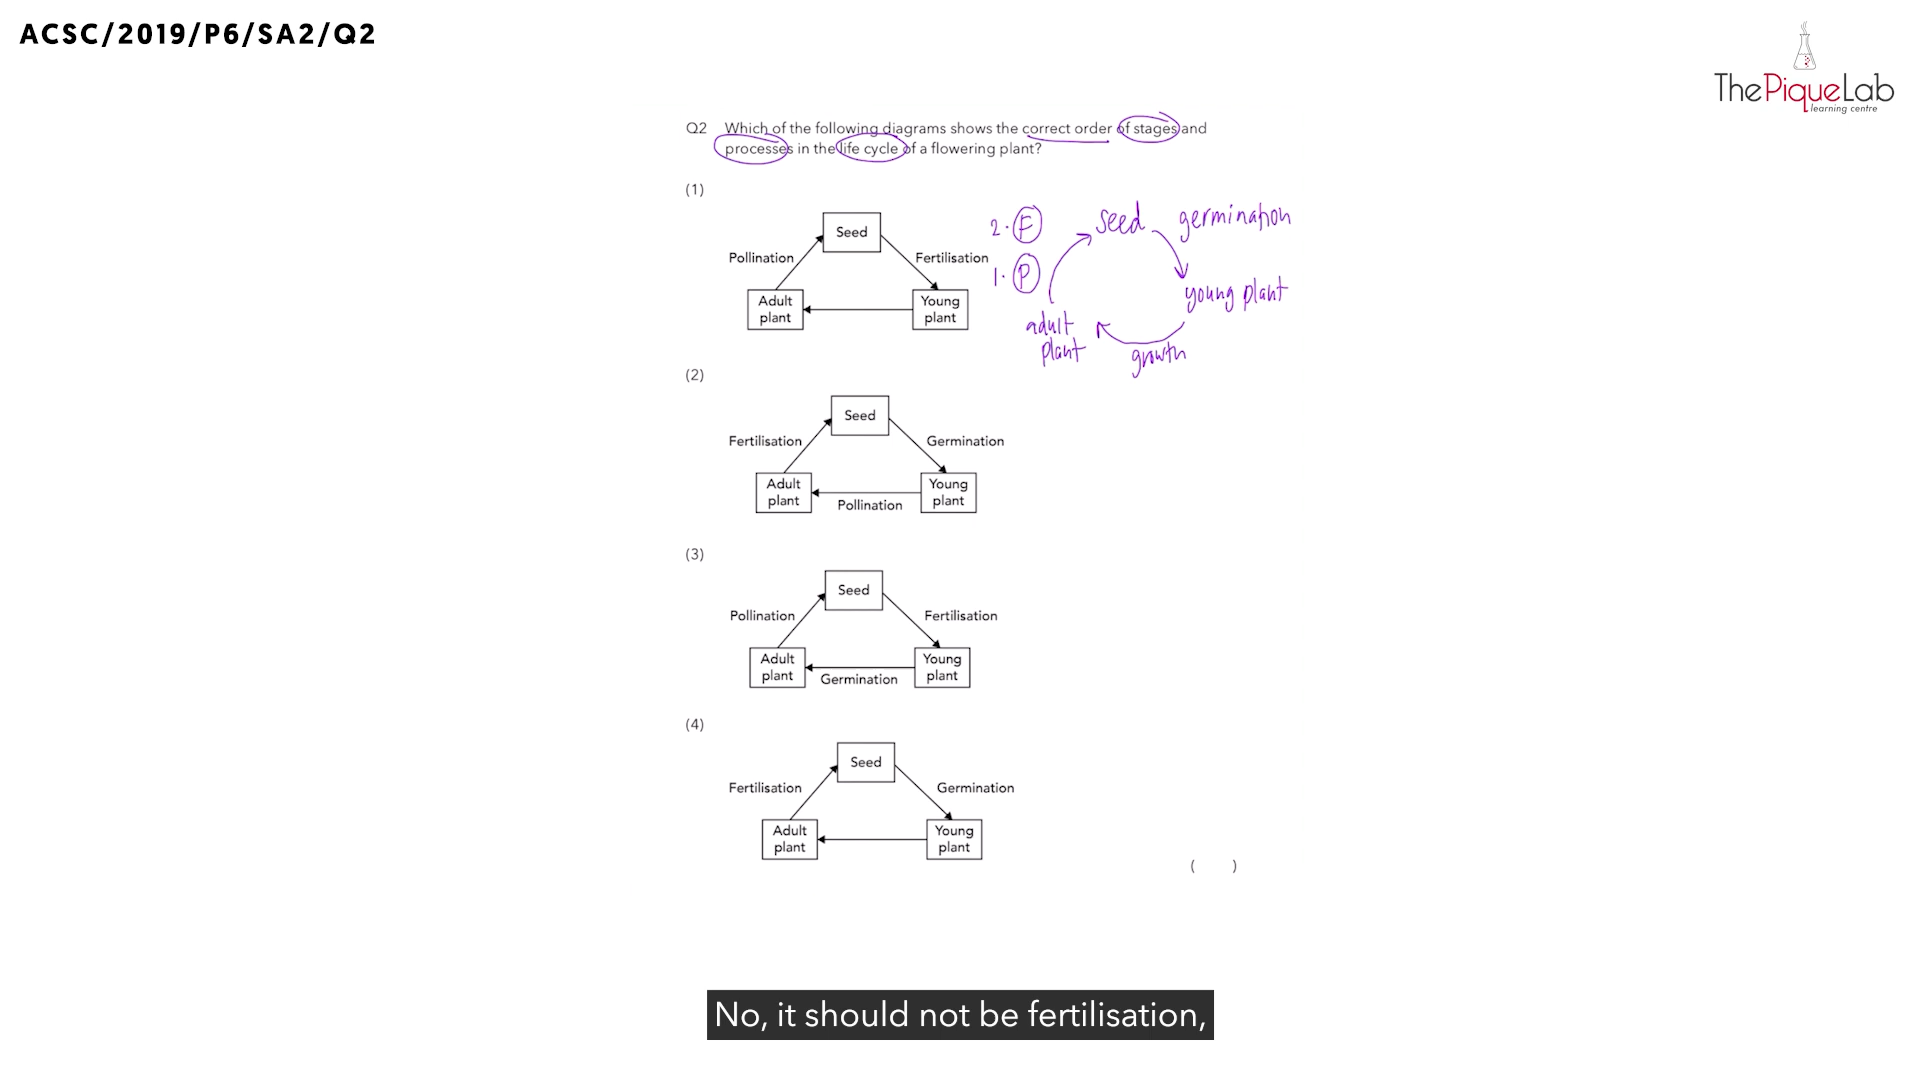 ACSC/2019/P6/SA2/Q2
ThePiqueLab
learning centre
Q2 Which of the following diagrams shows the correct order of stages and
processes in the life cycle of a flowering plant?
(1)
Seed
Pollination
Fertilisation
Adult
plant
Young
plant
2. F
1. P
seed
germination
young plant
growth
adult
plant
(2)
Seed
Fertilisation
Germination
Adult
plant
Pollination
Young
plant
(3)
Seed
Pollination
Fertilisation
Adult
plant
Germination
Young
plant
(4)
Seed
Fertilisation
Germination
Adult
plant
Young
plant
( )
No, it should not be fertilisation,